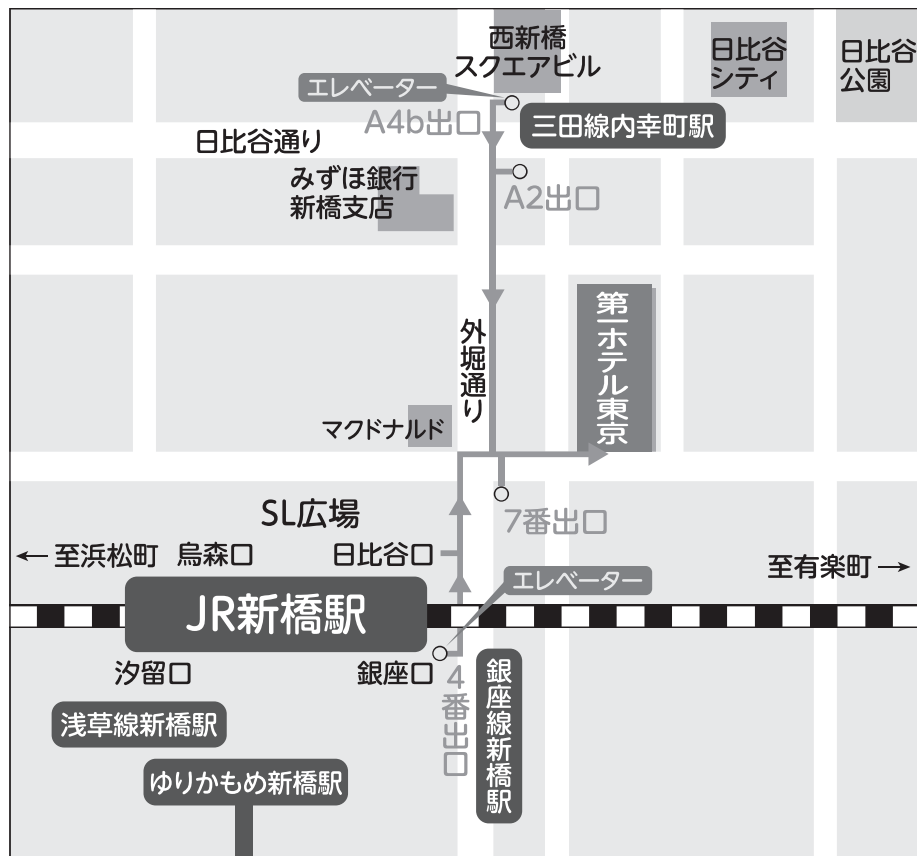 西新橋
スクエアビル
日比谷
シティ
日比谷
公園
エレベーター
A4b出口
三田線内幸町駅
日比谷通り
みずほ銀行
新橋支店
A2出口
第一ホテル東京
外堀通り
マクドナルド
SL広場
7番出口
←至浜松町
烏森口
日比谷口
エレベーター
至有楽町→
JR新橋駅
汐留口
銀座口
4番出口
銀座線新橋駅
浅草線新橋駅
ゆりかもめ新橋駅